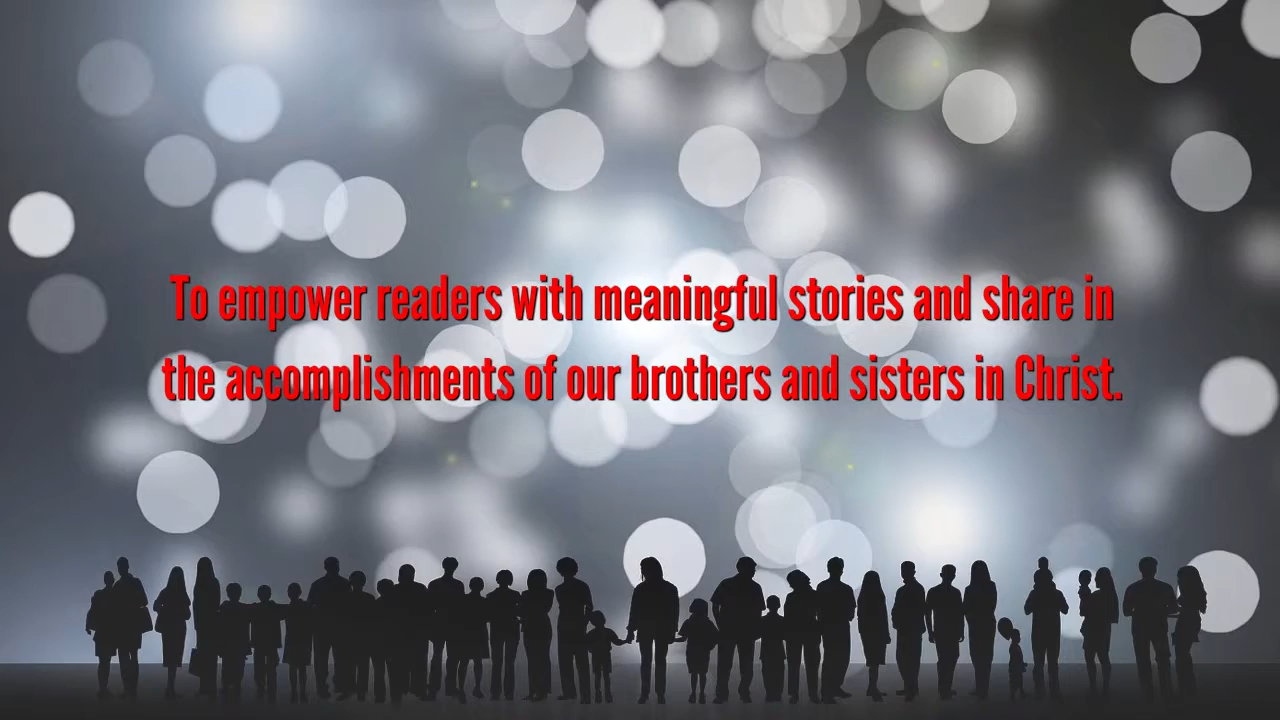 To empower readers with meaningful stories and share in
the accomplishments of our brothers and sisters in Christ.